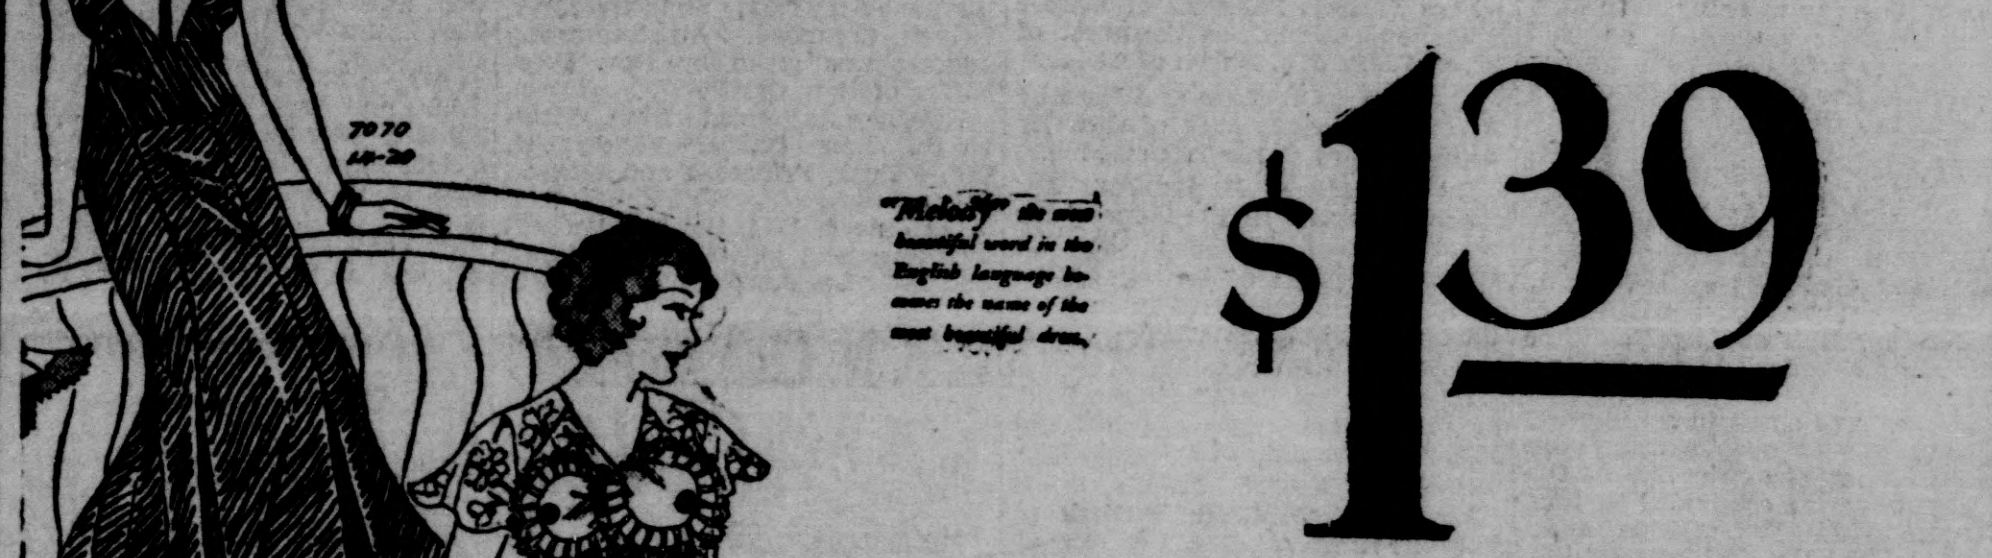 7070
14-20
"Melody" the most
beautiful word in the
English language be-
comes the name of the
most beautiful dress.
$1.39